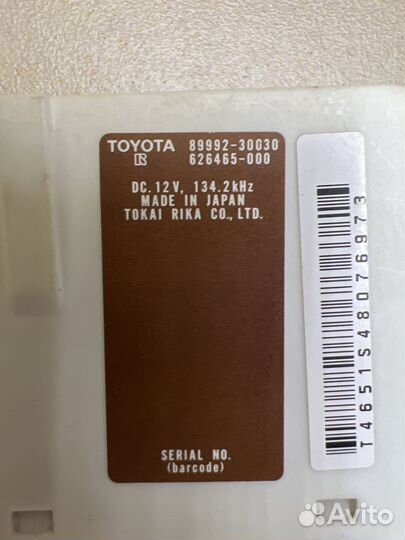 TOYOTA 89992-30030
R 626465-000
DC.12V, 134.2kHz
MADE IN JAPAN
TOKAI RIKA CO., LTD.
SERIAL NO.
(barcode)
T4651S48076973
Avito